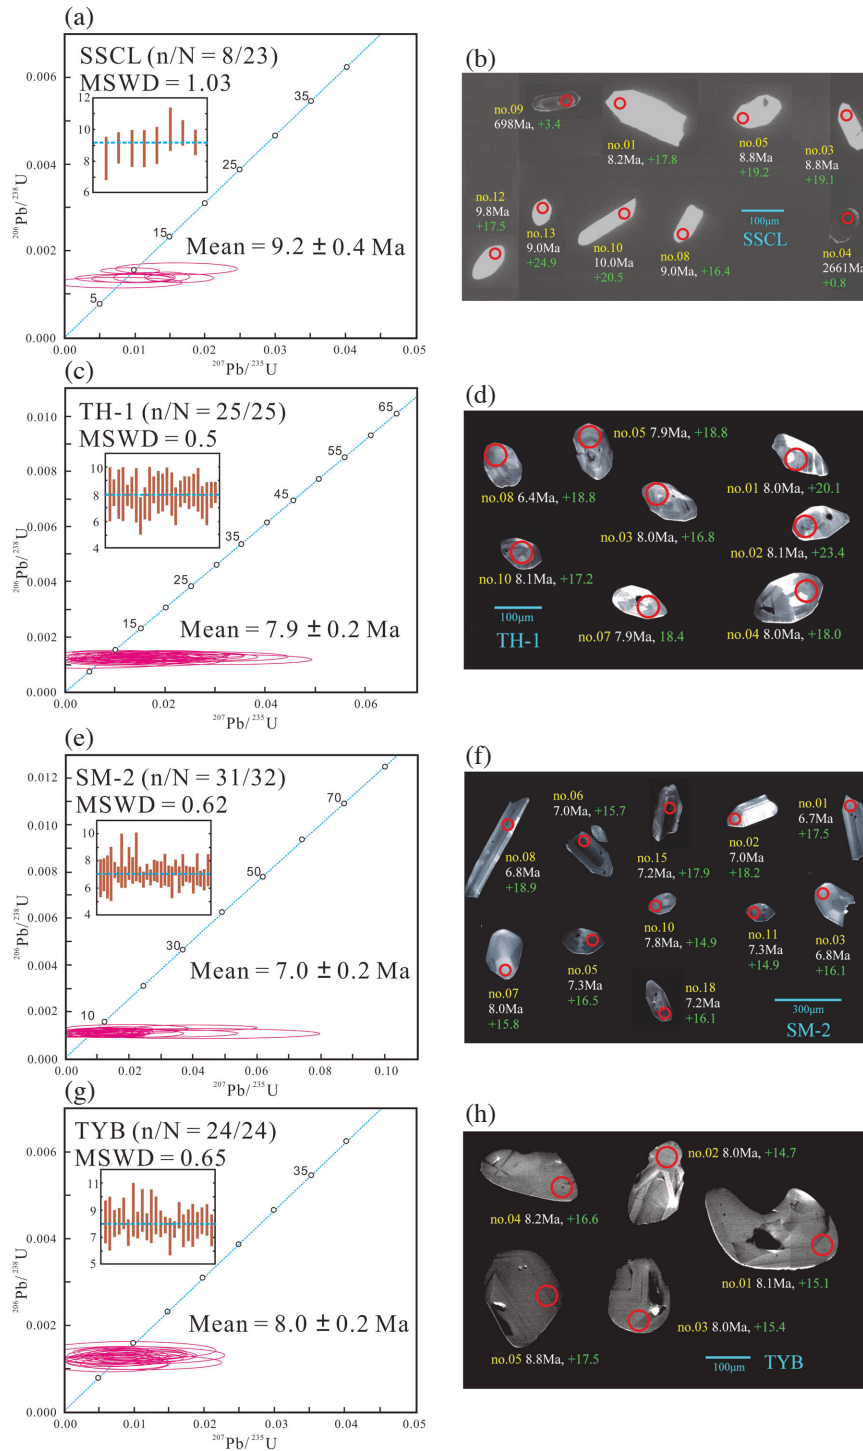 (a)
SSCL (n/N = 8/23)
MSWD = 1.03
12
10
8
6
0.006
0.005
0.004
0.003
0.002
0.001
0.000
35
25
15
5
Mean = 9.2 ± 0.4 Ma
206Pb/238U
0.00 0.01 0.02 0.03 0.04 0.05
207Pb/235U
(b)
no.09
698Ma, +3.4
no.01
8.2Ma, +17.8
no.05
8.8Ma
+19.2
no.03
8.8Ma
+19.1
no.12
9.8Ma
+17.5
no.13
9.0Ma
+24.9
no.10
10.0Ma
+20.5
no.08
9.0Ma, +16.4
100μm
SSCL
no.04
2661Ma
+0.8
(c)
TH-1 (n/N = 25/25)
MSWD = 0.5
10
8
6
4
0.010
0.008
0.006
0.004
0.002
0.000
65
55
45
35
25
15
Mean = 7.9 ± 0.2 Ma
206Pb/238U
0.00 0.02 0.04 0.06
207Pb/235U
(d)
no.05 7.9Ma, +18.8
no.08 6.4Ma, +18.8
no.01 8.0Ma, +20.1
no.03 8.0Ma, +16.8
no.02 8.1Ma, +23.4
no.10 8.1Ma, +17.2
100μm
TH-1
no.07 7.9Ma, 18.4
no.04 8.0Ma, +18.0
(e)
SM-2 (n/N = 31/32)
MSWD = 0.62
10
8
6
4
0.012
0.010
0.008
0.006
0.004
0.002
0.000
70
50
30
10
Mean = 7.0 ± 0.2 Ma
206Pb/238U
0.00 0.02 0.04 0.06 0.08 0.10
207Pb/235U
(f)
no.06
7.0Ma, +15.7
no.01
6.7Ma
+17.5
no.08
6.8Ma
+18.9
no.15
7.2Ma, +17.9
no.02
7.0Ma
+18.2
no.10
7.8Ma, +14.9
no.11
7.3Ma
+14.9
no.03
6.8Ma
+16.1
no.07
8.0Ma
+15.8
no.05
7.3Ma
+16.5
no.18
7.2Ma
+16.1
300μm
SM-2
(g)
TYB (n/N = 24/24)
MSWD = 0.65
11
9
7
5
0.006
0.005
0.004
0.003
0.002
0.001
0.000
35
Mean = 8.0 ± 0.2 Ma
206Pb/238U
0.00 0.01 0.02 0.03 0.04 0.05
207Pb/235U
(h)
no.02 8.0Ma, +14.7
no.04 8.2Ma, +16.6
no.01 8.1Ma, +15.1
no.03 8.0Ma, +15.4
no.05 8.8Ma, +17.5
100μm
TYB